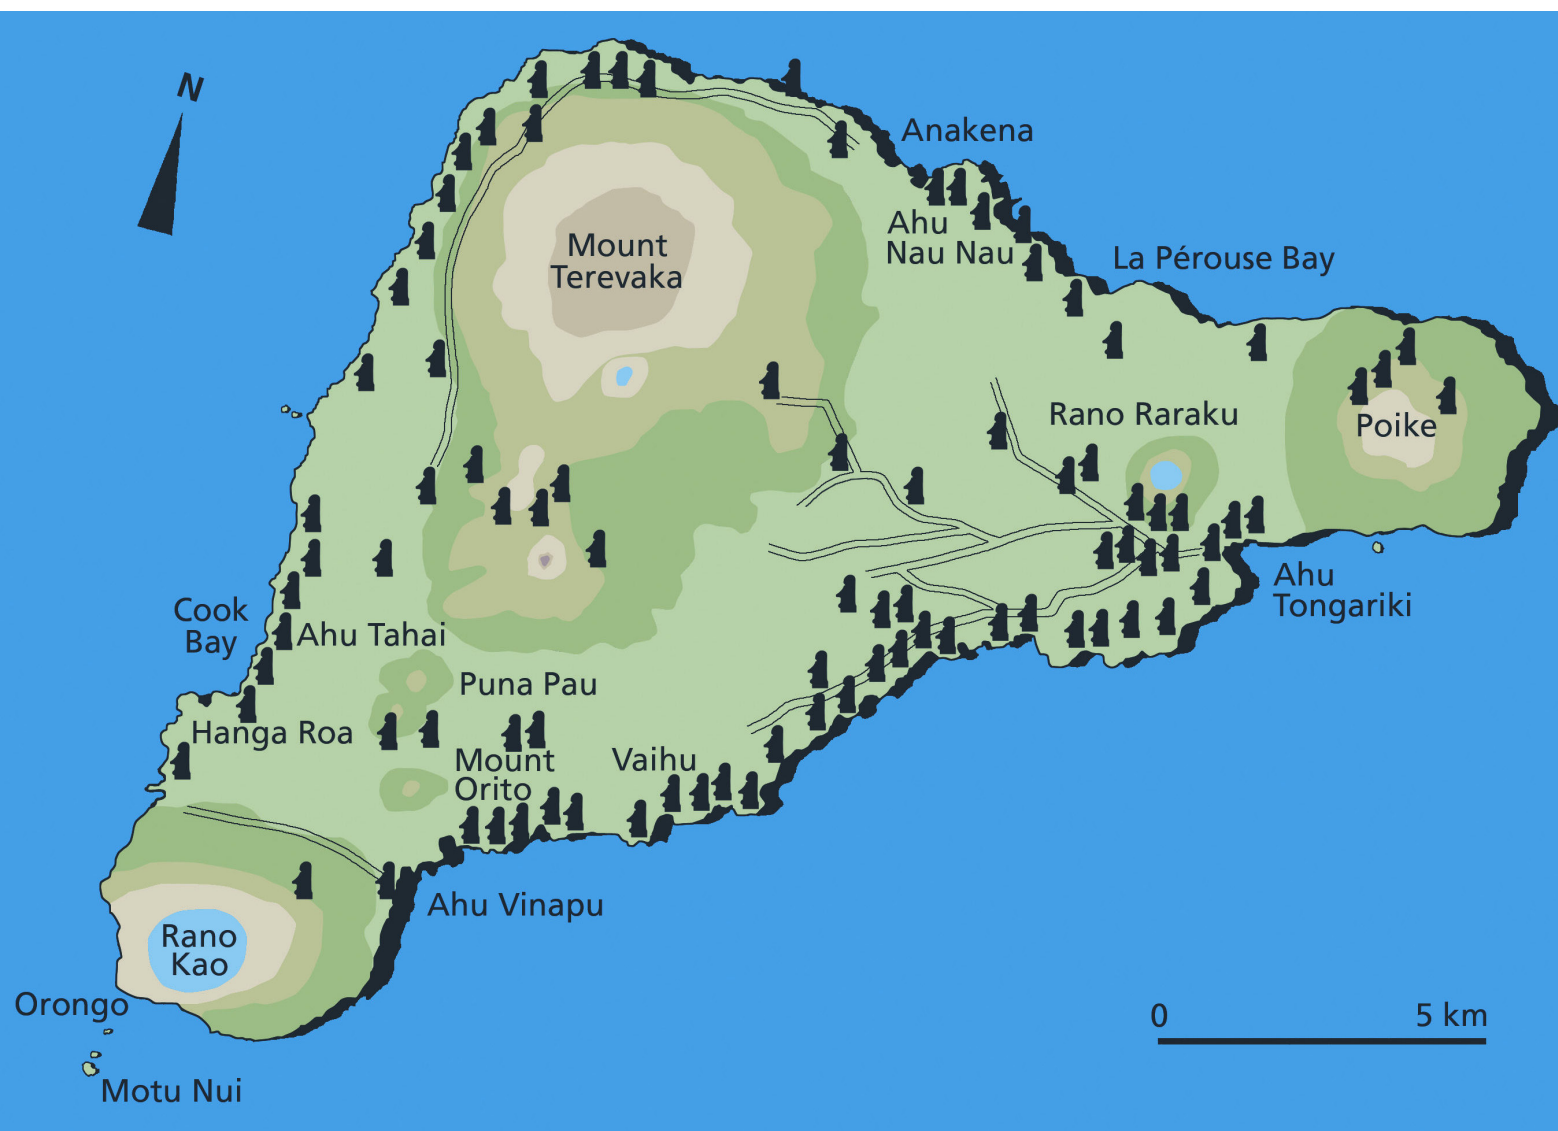 N
Anakena
Ahu
Nau Nau
La Pérouse Bay
Mount
Terevaka
Rano Raraku
Poike
Ahu
Tongariki
Cook
Bay
Ahu Tahai
Puna Pau
Hanga Roa
Mount
Orito
Vaihu
Ahu Vinapu
Rano
Kao
Orongo
Motu Nui
0 5 km